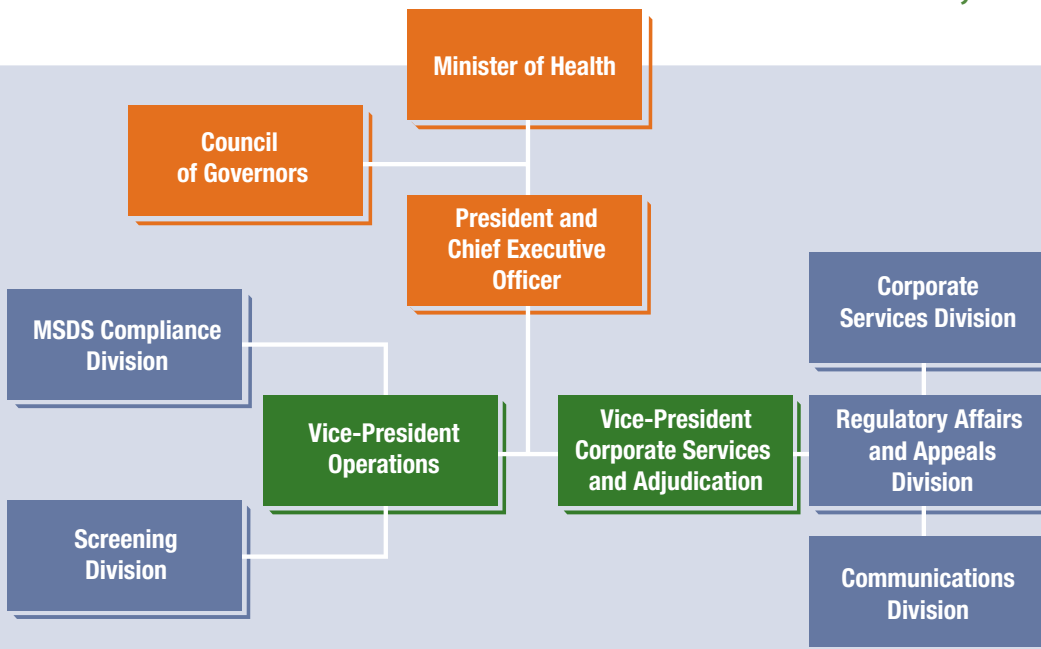 Minister of Health
Council
of Governors
President and
Chief Executive
Officer
Corporate
Services Division
MSDS Compliance
Division
Vice-President
Operations
Vice-President
Corporate Services
and Adjudication
Regulatory Affairs
and Appeals
Division
Screening
Division
Communications
Division